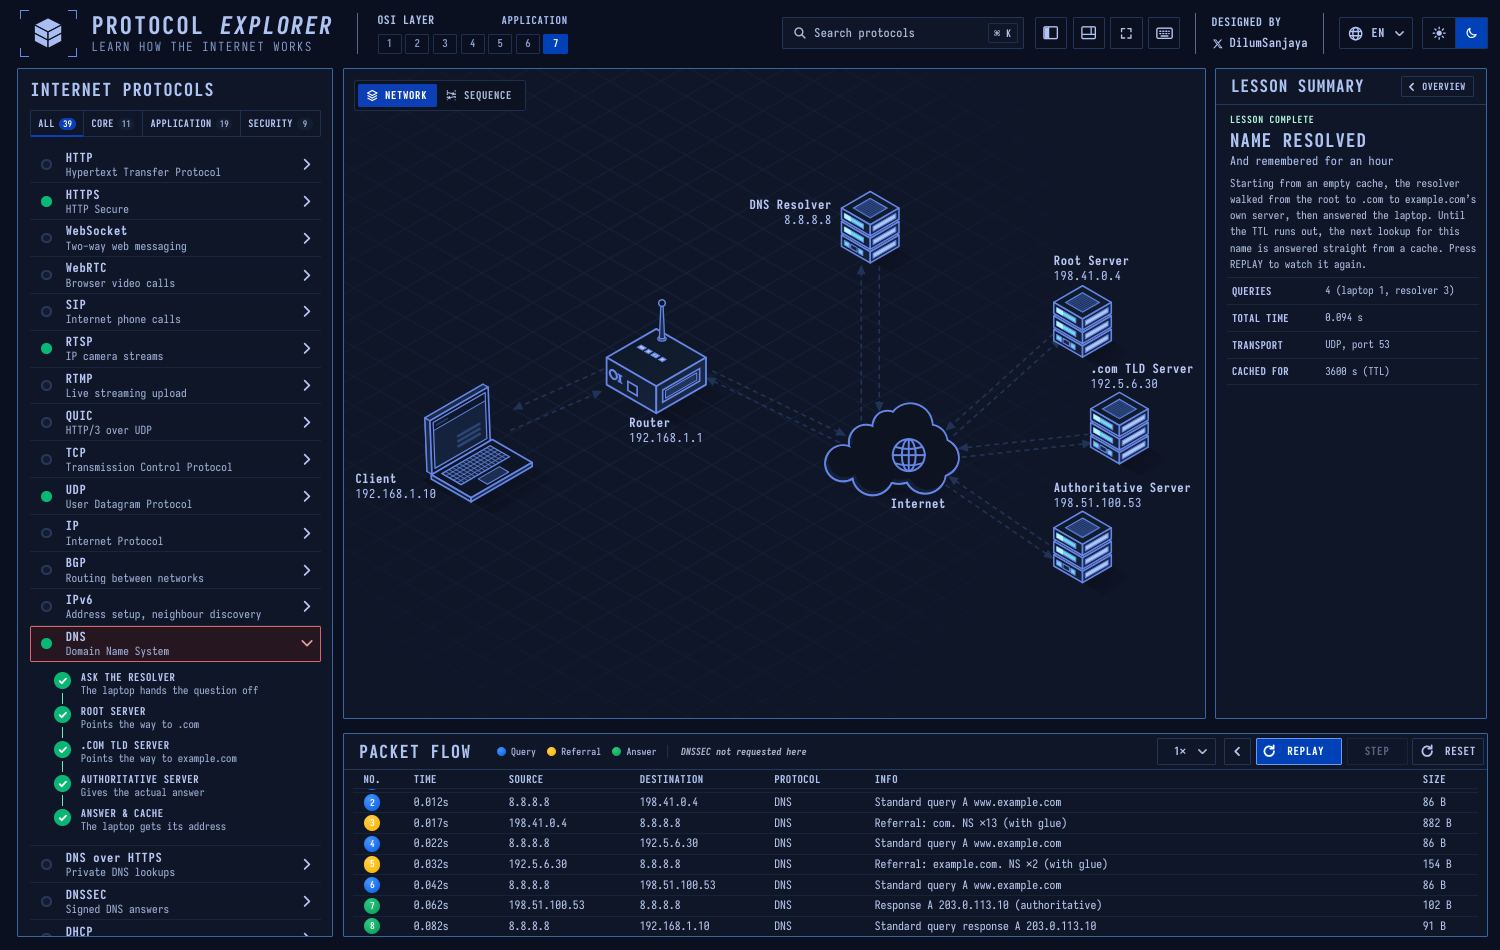 PROTOCOL EXPLORER
LEARN HOW THE INTERNET WORKS
OSI LAYER APPLICATION
1 2 3 4 5 6 7
Search protocols ⌘ K
DESIGNED BY
DilumSanjaya
EN
INTERNET PROTOCOLS
ALL 39 CORE 11 APPLICATION 19 SECURITY 9
HTTP
Hypertext Transfer Protocol
HTTPS
HTTP Secure
WebSocket
Two-way web messaging
WebRTC
Browser video calls
SIP
Internet phone calls
RTSP
IP camera streams
RTMP
Live streaming upload
QUIC
HTTP/3 over UDP
TCP
Transmission Control Protocol
UDP
User Datagram Protocol
IP
Internet Protocol
BGP
Routing between networks
IPv6
Address setup, neighbour discovery
DNS
Domain Name System
ASK THE RESOLVER
The laptop hands the question off
ROOT SERVER
Points the way to .com
.COM TLD SERVER
Points the way to example.com
AUTHORITATIVE SERVER
Gives the actual answer
ANSWER & CACHE
The laptop gets its address
DNS over HTTPS
Private DNS lookups
DNSSEC
Signed DNS answers
DHCP
NETWORK SEQUENCE
DNS Resolver
8.8.8.8
Root Server
198.41.0.4
.com TLD Server
192.5.6.30
Router
192.168.1.1
Client
192.168.1.10
Internet
Authoritative Server
198.51.100.53
LESSON SUMMARY OVERVIEW
LESSON COMPLETE
NAME RESOLVED
And remembered for an hour
Starting from an empty cache, the resolver
walked from the root to .com to example.com's
own server, then answered the laptop. Until
the TTL runs out, the next lookup for this
name is answered straight from a cache. Press
REPLAY to watch it again.
QUERIES 4 (laptop 1, resolver 3)
TOTAL TIME 0.094 s
TRANSPORT UDP, port 53
CACHED FOR 3600 s (TTL)
PACKET FLOW Query Referral Answer DNSSEC not requested here 1× REPLAY STEP RESET
NO. TIME SOURCE DESTINATION PROTOCOL INFO SIZE
2 0.012s 8.8.8.8 198.41.0.4 DNS Standard query A www.example.com 86 B
3 0.017s 198.41.0.4 8.8.8.8 DNS Referral: com. NS ×13 (with glue) 882 B
4 0.022s 8.8.8.8 192.5.6.30 DNS Standard query A www.example.com 86 B
5 0.032s 192.5.6.30 8.8.8.8 DNS Referral: example.com. NS ×2 (with glue) 154 B
6 0.042s 8.8.8.8 198.51.100.53 DNS Standard query A www.example.com 86 B
7 0.062s 198.51.100.53 8.8.8.8 DNS Response A 203.0.113.10 (authoritative) 102 B
8 0.082s 8.8.8.8 192.168.1.10 DNS Standard query response A 203.0.113.10 91 B